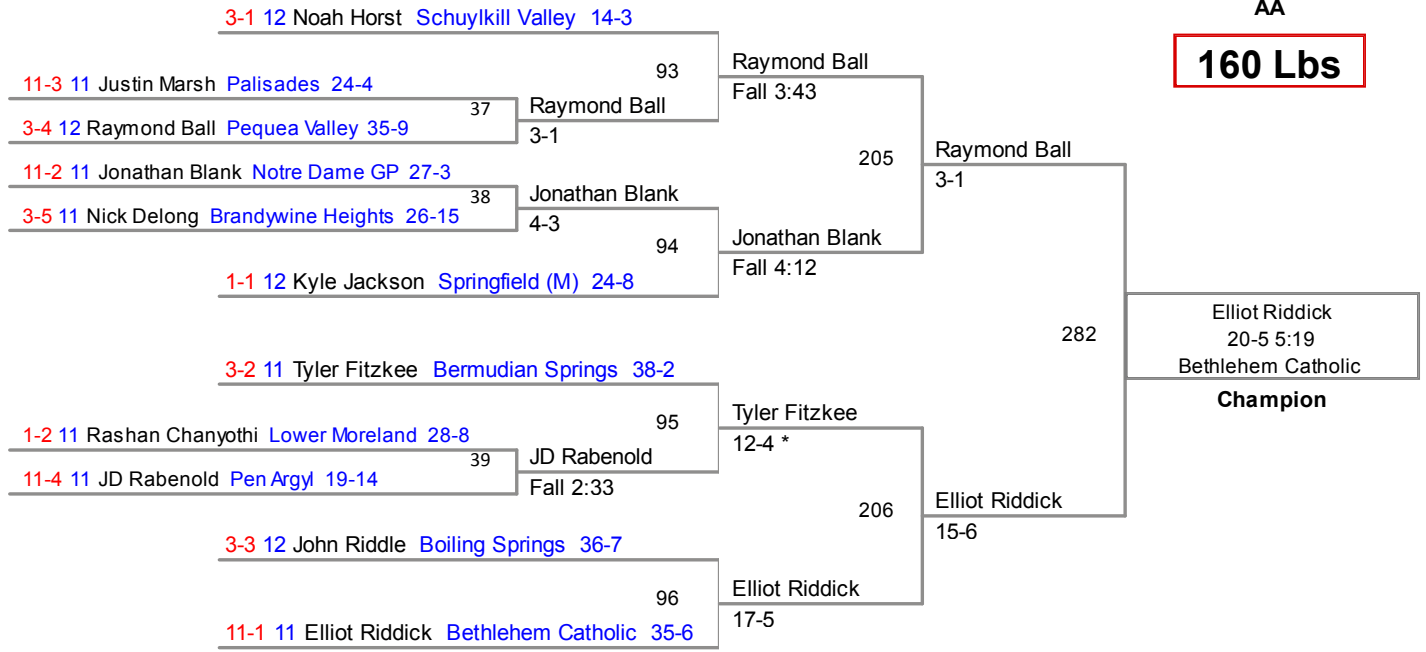 AA
160 Lbs
3-1 12 Noah Horst Schuylkill Valley 14-3
93
Raymond Ball
Fall 3:43
11-3 11 Justin Marsh Palisades 24-4
37
Raymond Ball
3-1
3-4 12 Raymond Ball Pequea Valley 35-9
205
Raymond Ball
3-1
11-2 11 Jonathan Blank Notre Dame GP 27-3
38
Jonathan Blank
4-3
3-5 11 Nick Delong Brandywine Heights 26-15
94
Jonathan Blank
Fall 4:12
1-1 12 Kyle Jackson Springfield (M) 24-8
282
Elliot Riddick
20-5 5:19
Bethlehem Catholic
Champion
3-2 11 Tyler Fitzkee Bermudian Springs 38-2
95
Tyler Fitzkee
12-4 *
1-2 11 Rashan Chanyothi Lower Moreland 28-8
39
JD Rabenold
Fall 2:33
11-4 11 JD Rabenold Pen Argyl 19-14
206
Elliot Riddick
15-6
3-3 12 John Riddle Boiling Springs 36-7
96
Elliot Riddick
17-5
11-1 11 Elliot Riddick Bethlehem Catholic 35-6